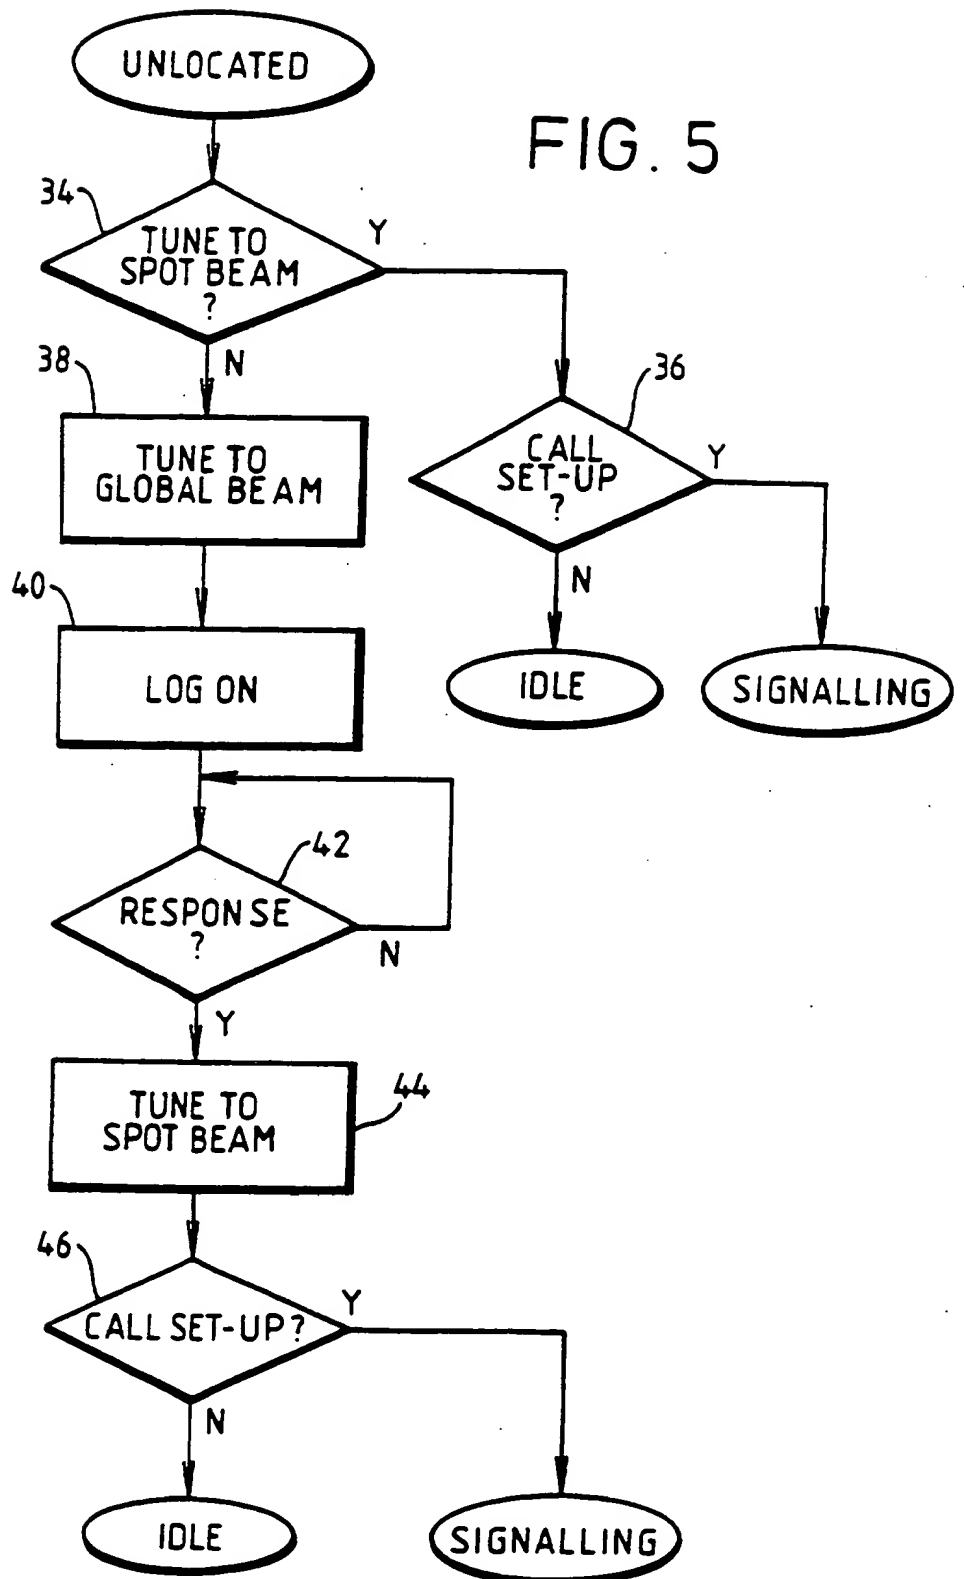 UNLOCATED
FIG. 5
34
TUNE TO
SPOT BEAM
?
Y
N
38
TUNE TO
GLOBAL BEAM
36
CALL
SET-UP
?
Y
N
40
LOG ON
IDLE
SIGNALLING
42
RESPONSE
?
N
Y
TUNE TO
SPOT BEAM
44
46
CALL SET-UP?
Y
N
IDLE
SIGNALLING